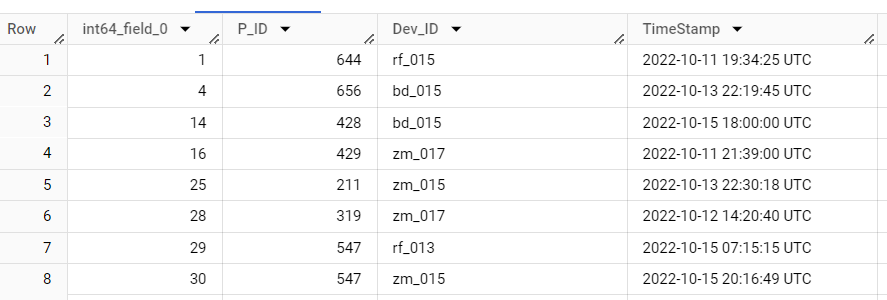 Row int64_field_0 P_ID Dev_ID TimeStamp
1 1 644 rf_015 2022-10-11 19:34:25 UTC
2 4 656 bd_015 2022-10-13 22:19:45 UTC
3 14 428 bd_015 2022-10-15 18:00:00 UTC
4 16 429 zm_017 2022-10-11 21:39:00 UTC
5 25 211 zm_015 2022-10-13 22:30:18 UTC
6 28 319 zm_017 2022-10-12 14:20:40 UTC
7 29 547 rf_013 2022-10-15 07:15:15 UTC
8 30 547 zm_015 2022-10-15 20:16:49 UTC